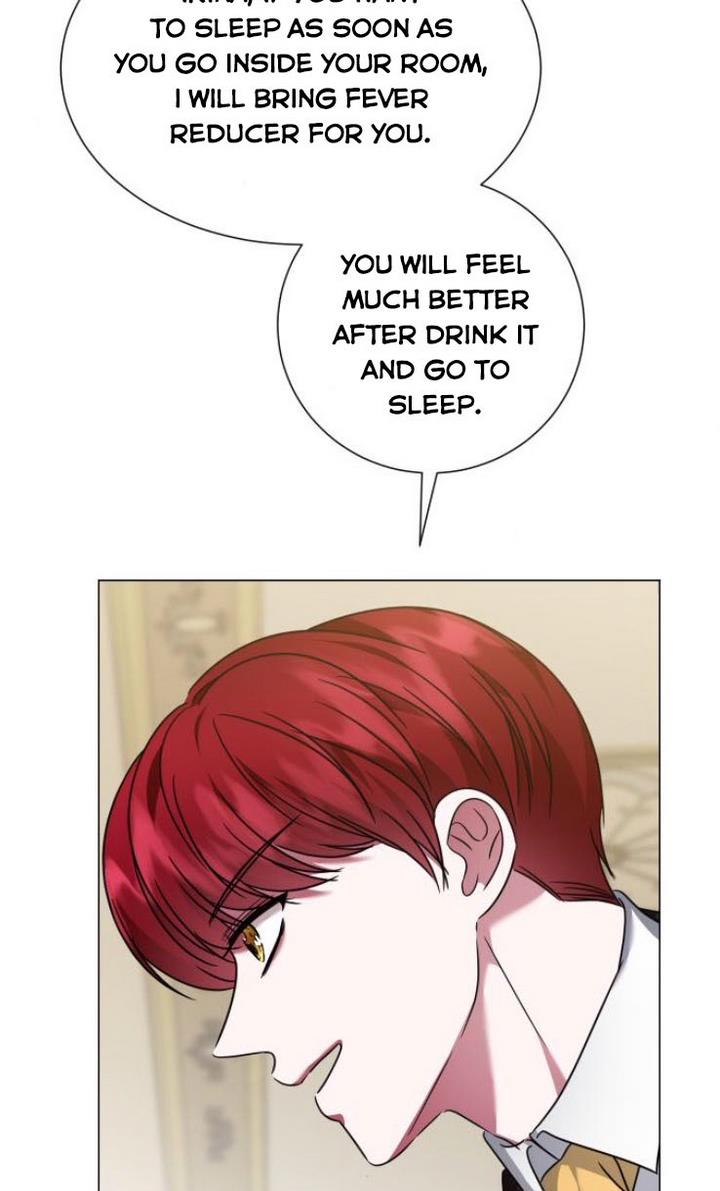 TO SLEEP AS SOON AS
YOU GO INSIDE YOUR ROOM,
I WILL BRING FEVER
REDUCER FOR YOU.
YOU WILL FEEL
MUCH BETTER
AFTER DRINK IT
AND GO TO
SLEEP.